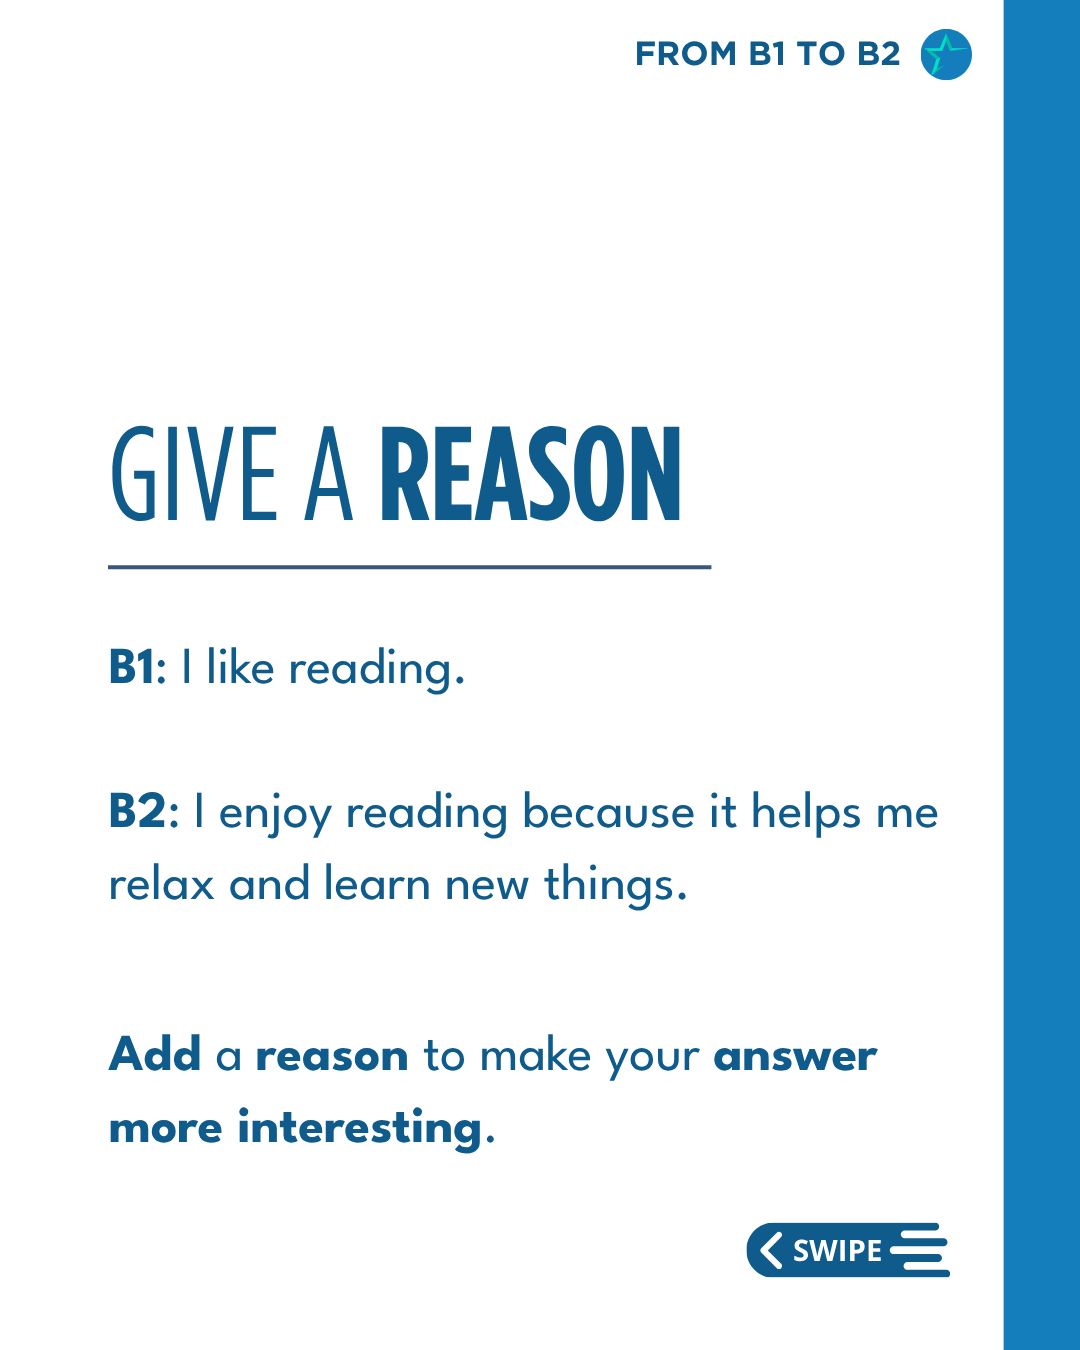 FROM B1 TO B2
GIVE A REASON
B1: I like reading.
B2: I enjoy reading because it helps me
relax and learn new things.
Add a reason to make your answer
more interesting.
SWIPE